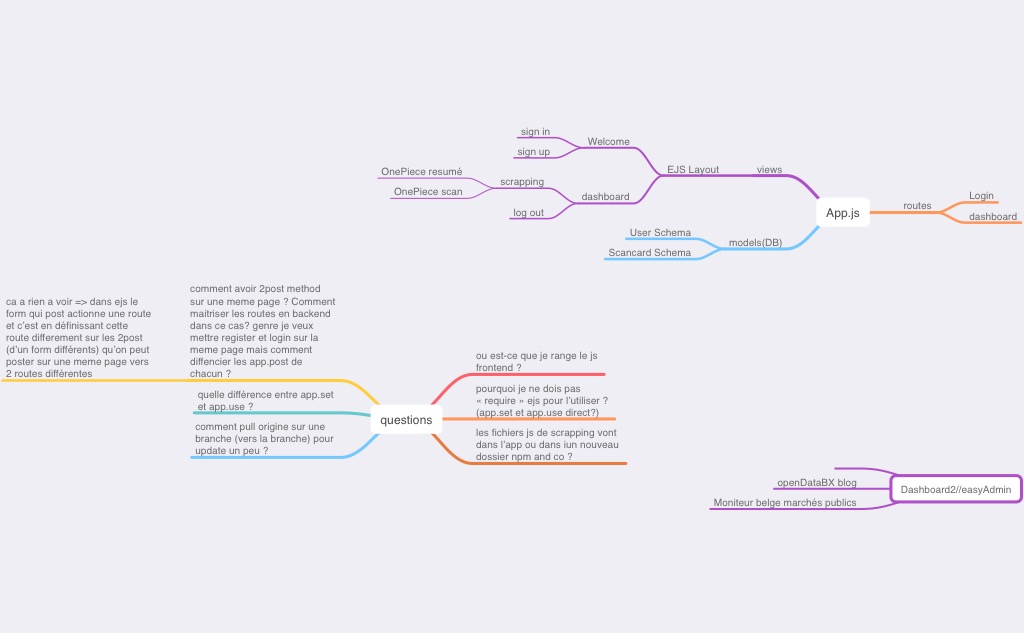 sign in
Welcome
sign up
OnePiece resumé
EJS Layout
views
scrapping
OnePiece scan
dashboard
log out
App.js
routes
Login
dashboard
User Schema
models(DB)
Scancard Schema
ca a rien a voir => dans ejs le
form qui post actionne une route
et c'est en définissant cette
route differement sur les 2post
(d'un form différents) qu'on peut
poster sur une meme page vers
2 routes différentes
comment avoir 2post method
sur une meme page ? Comment
maitriser les routes en backend
dans ce cas? genre je veux
mettre register et login sur la
meme page mais comment
diffencier les app.post de
chacun ?
quelle différence entre app.set
et app.use ?
comment pull origine sur une
branche (vers la branche) pour
update un peu ?
questions
ou est-ce que je range le js
frontend ?
pourquoi je ne dois pas
« require » ejs pour l'utiliser ?
(app.set et app.use direct?)
les fichiers js de scrapping vont
dans l'app ou dans iun nouveau
dossier npm and co ?
openDataBX blog
Dashboard2//easyAdmin
Moniteur belge marchés publics